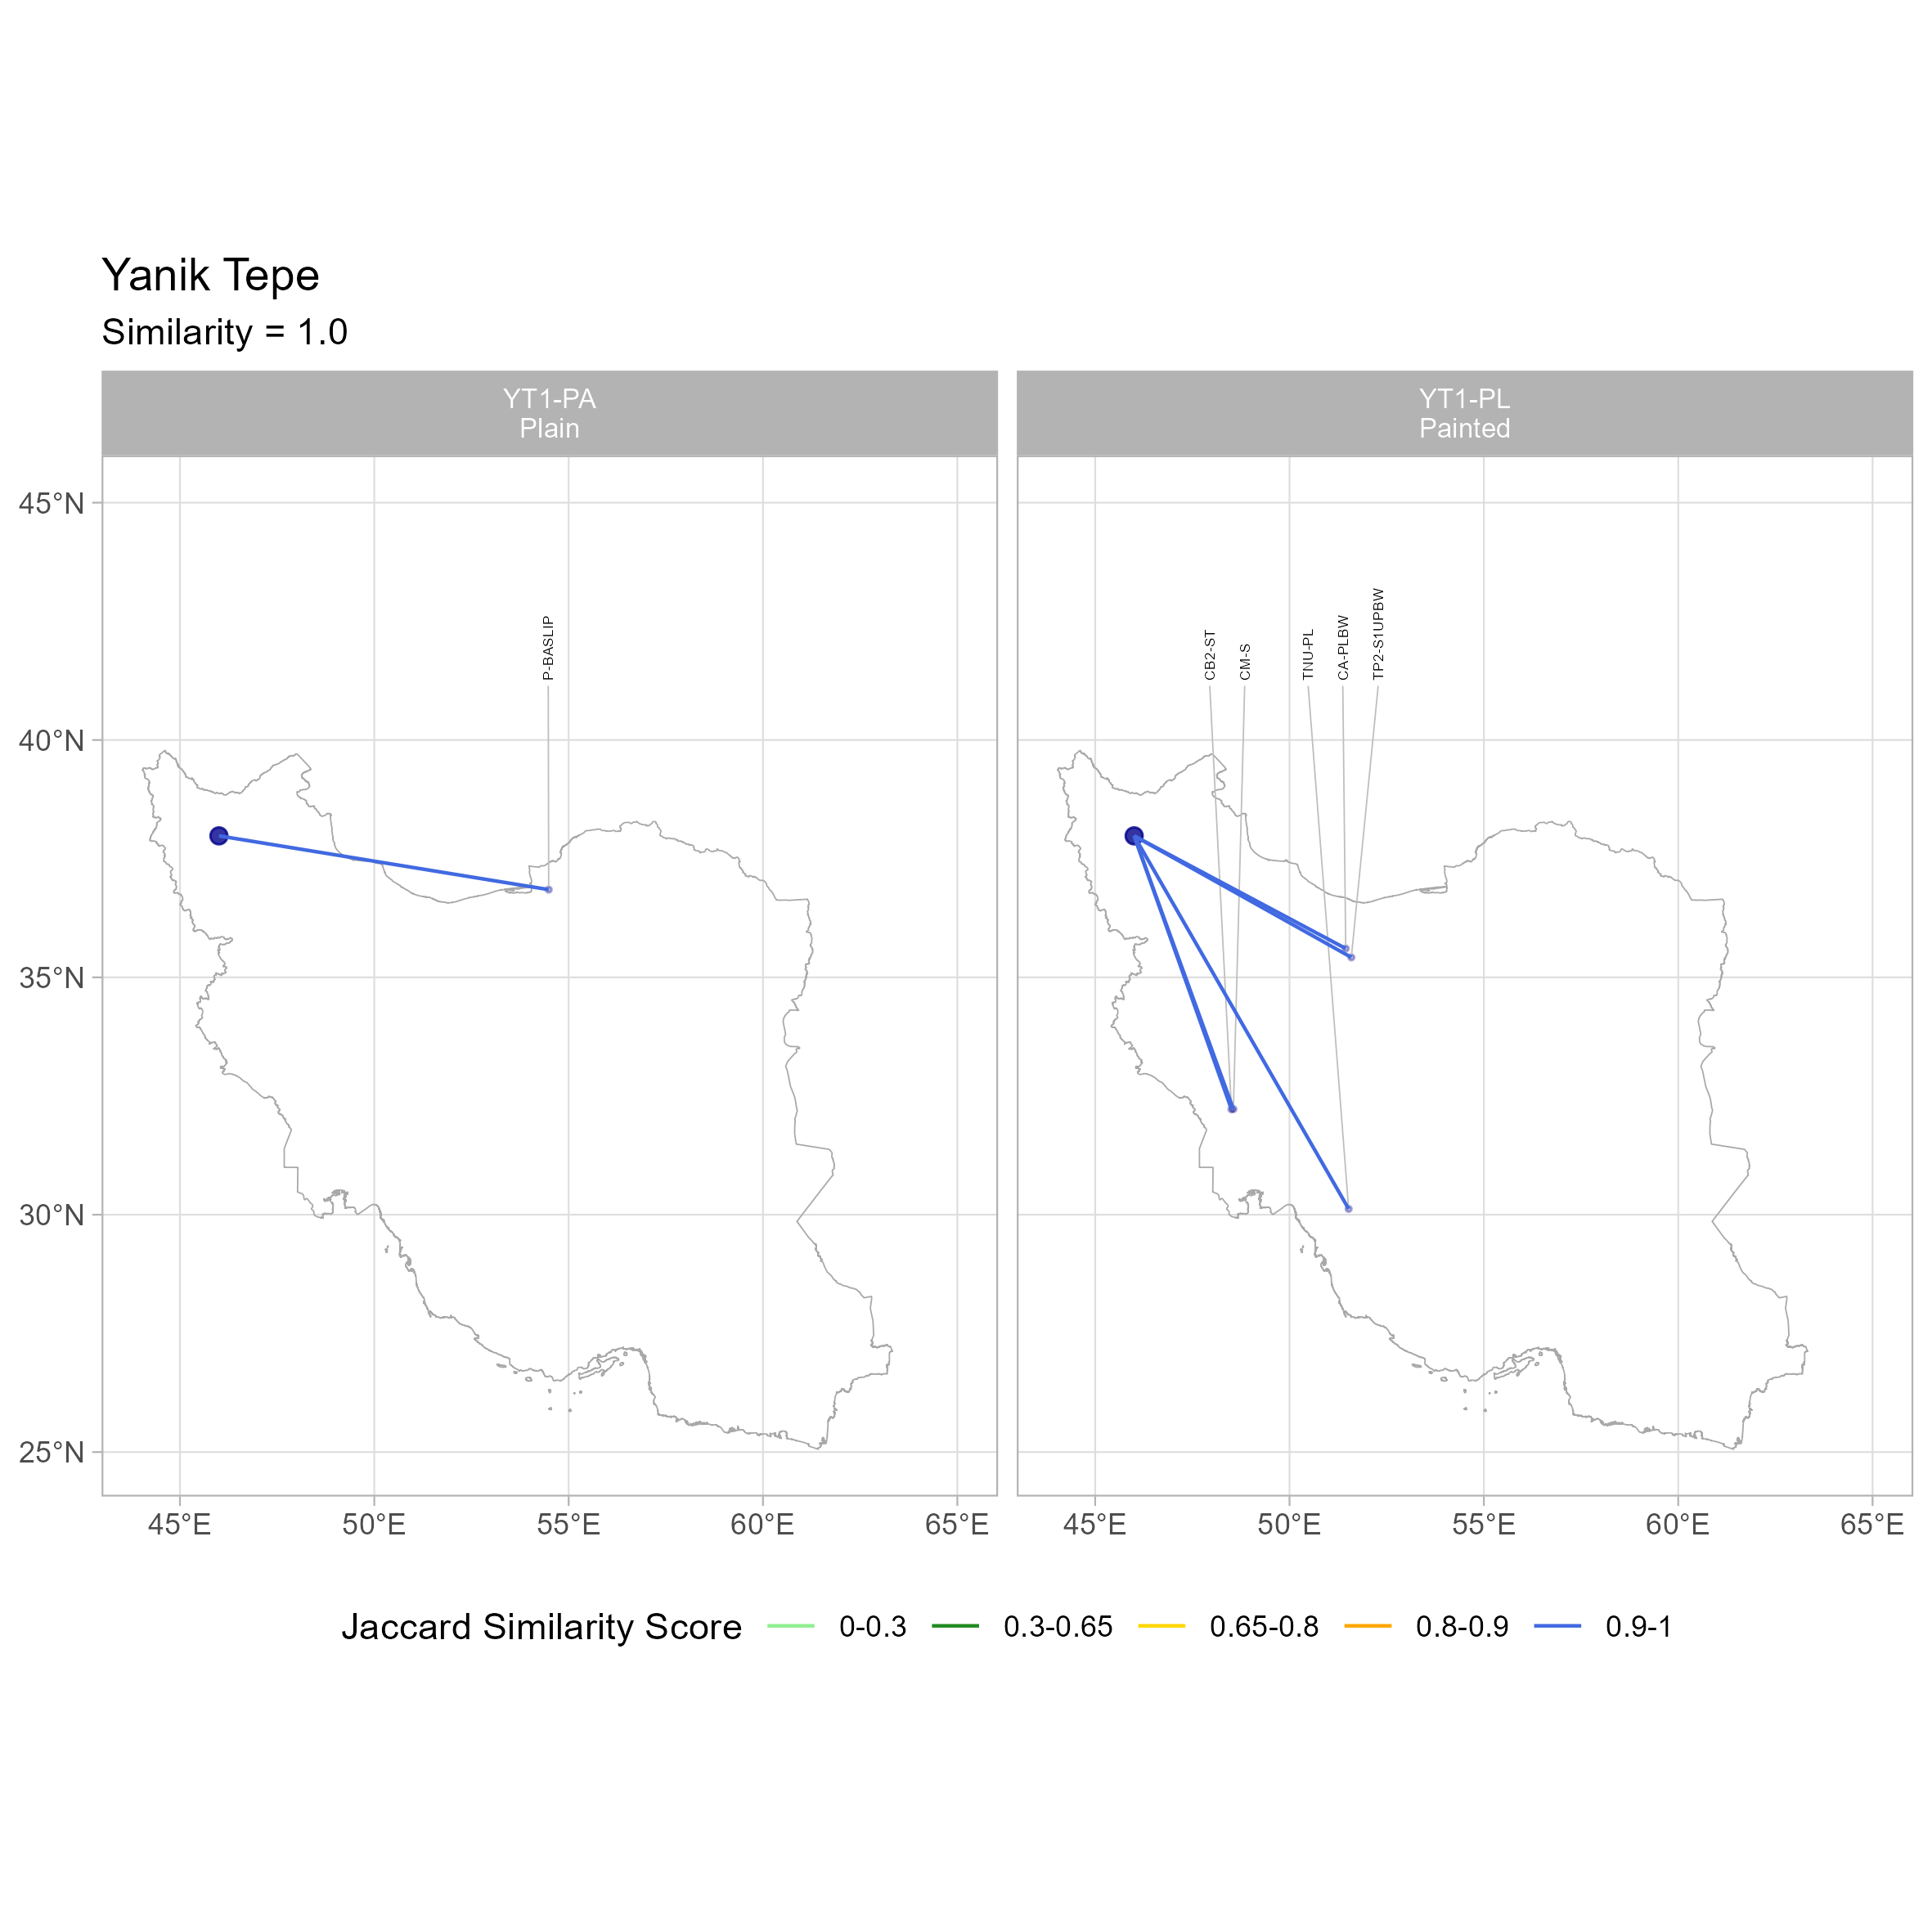 Yanik Tepe
Similarity = 1.0
YT1-PA
Plain
YT1-PL
Painted
P-BASLIP
CB2-ST
CM-S
TNU-PL
CA-PLBW
TP2-S1UPBW
45°N
40°N
35°N
30°N
25°N
45°E 50°E 55°E 60°E 65°E
45°E 50°E 55°E 60°E 65°E
Jaccard Similarity Score 0-0.3 0.3-0.65 0.65-0.8 0.8-0.9 0.9-1